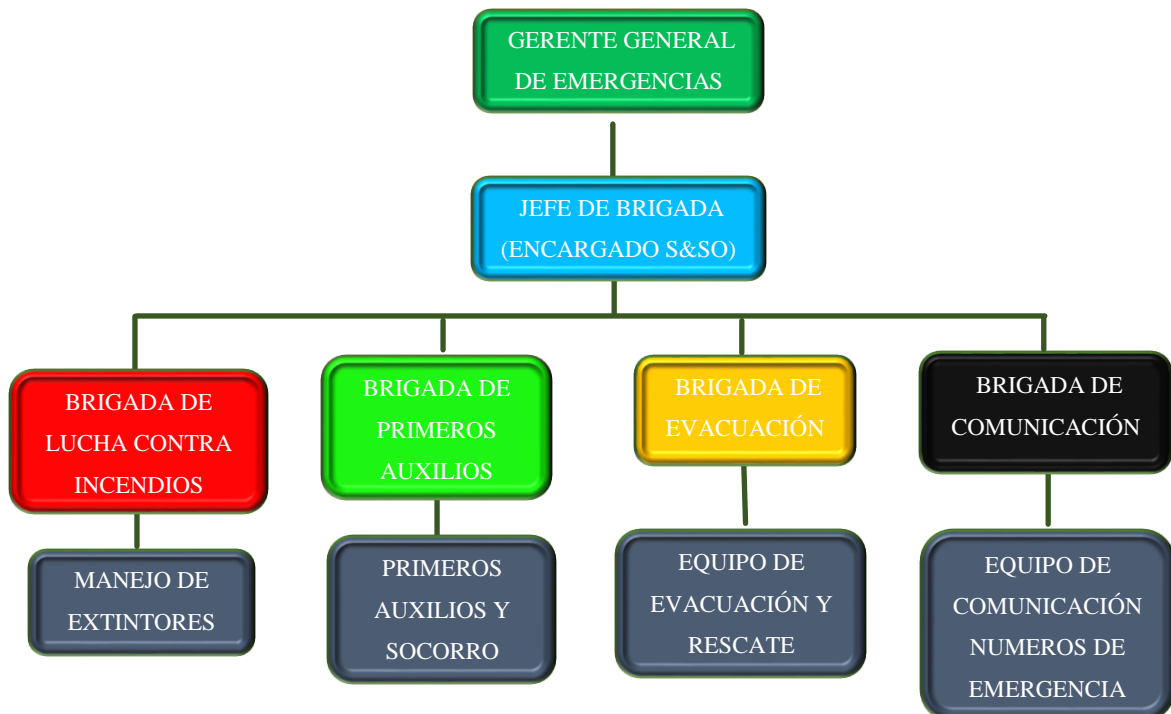 GERENTE GENERAL
DE EMERGENCIAS
JEFE DE BRIGADA
(ENCARGADO S&SO)
BRIGADA DE
LUCHA CONTRA
INCENDIOS
BRIGADA DE
PRIMEROS
AUXILIOS
BRIGADA DE
EVACUACIÓN
BRIGADA DE
COMUNICACIÓN
MANEJO DE
EXTINTORES
PRIMEROS
AUXILIOS Y
SOCORRO
EQUIPO DE
EVACUACIÓN Y
RESCATE
EQUIPO DE
COMUNICACIÓN
NUMEROS DE
EMERGENCIA